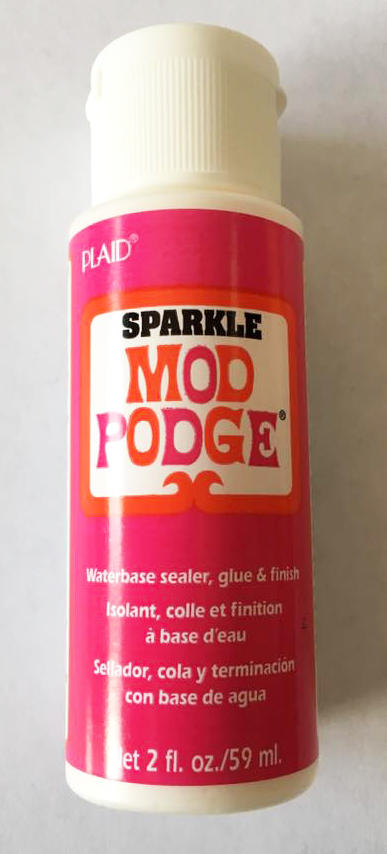 PLAID®
SPARKLE
MOD
PODGE®
Waterbase sealer, glue & finish
Isolant, colle et finition
à base d'eau
Sellador, cola y terminación
con base de agua
et 2 fl. oz./59 ml.